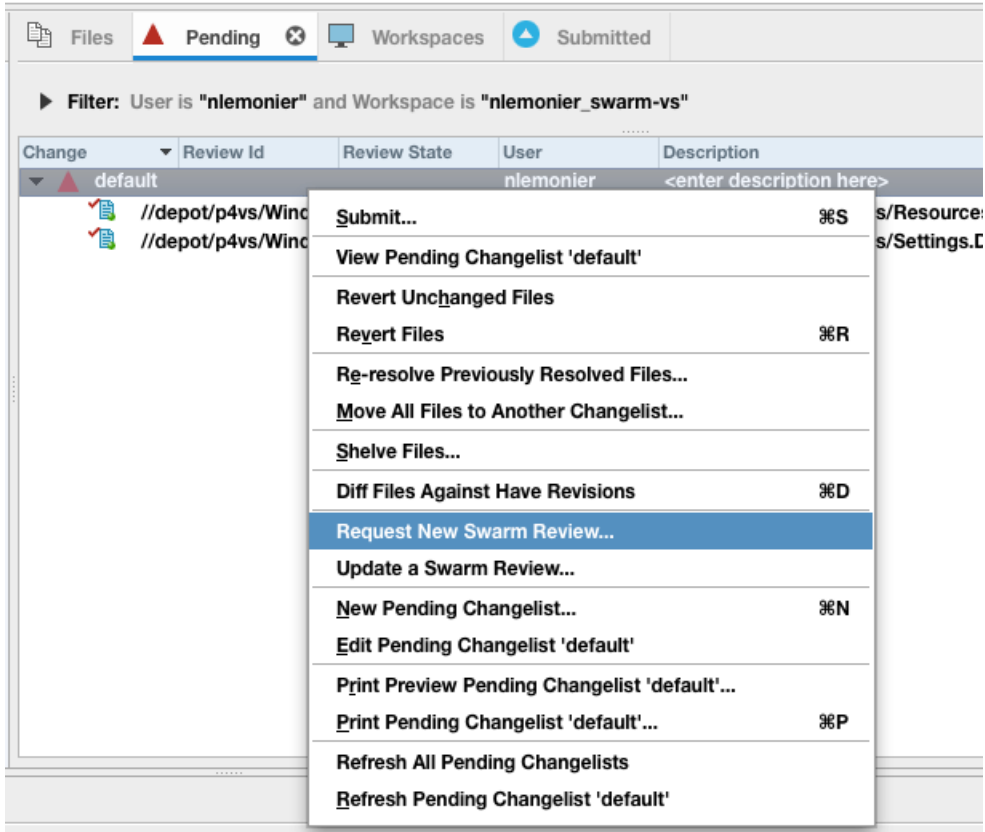 Files Pending Workspaces Submitted
Filter: User is "nlemonier" and Workspace is "nlemonier_swarm-vs"
Change Review Id Review State User Description
default nlemonier <enter description here>
//depot/p4vs/Winc s/Resources
//depot/p4vs/Winc s/Settings.D
Submit... ⌘S
View Pending Changelist 'default'
Revert Unchanged Files
Revert Files ⌘R
Re-resolve Previously Resolved Files...
Move All Files to Another Changelist...
Shelve Files...
Diff Files Against Have Revisions ⌘D
Request New Swarm Review...
Update a Swarm Review...
New Pending Changelist... ⌘N
Edit Pending Changelist 'default'
Print Preview Pending Changelist 'default'...
Print Pending Changelist 'default'... ⌘P
Refresh All Pending Changelists
Refresh Pending Changelist 'default'